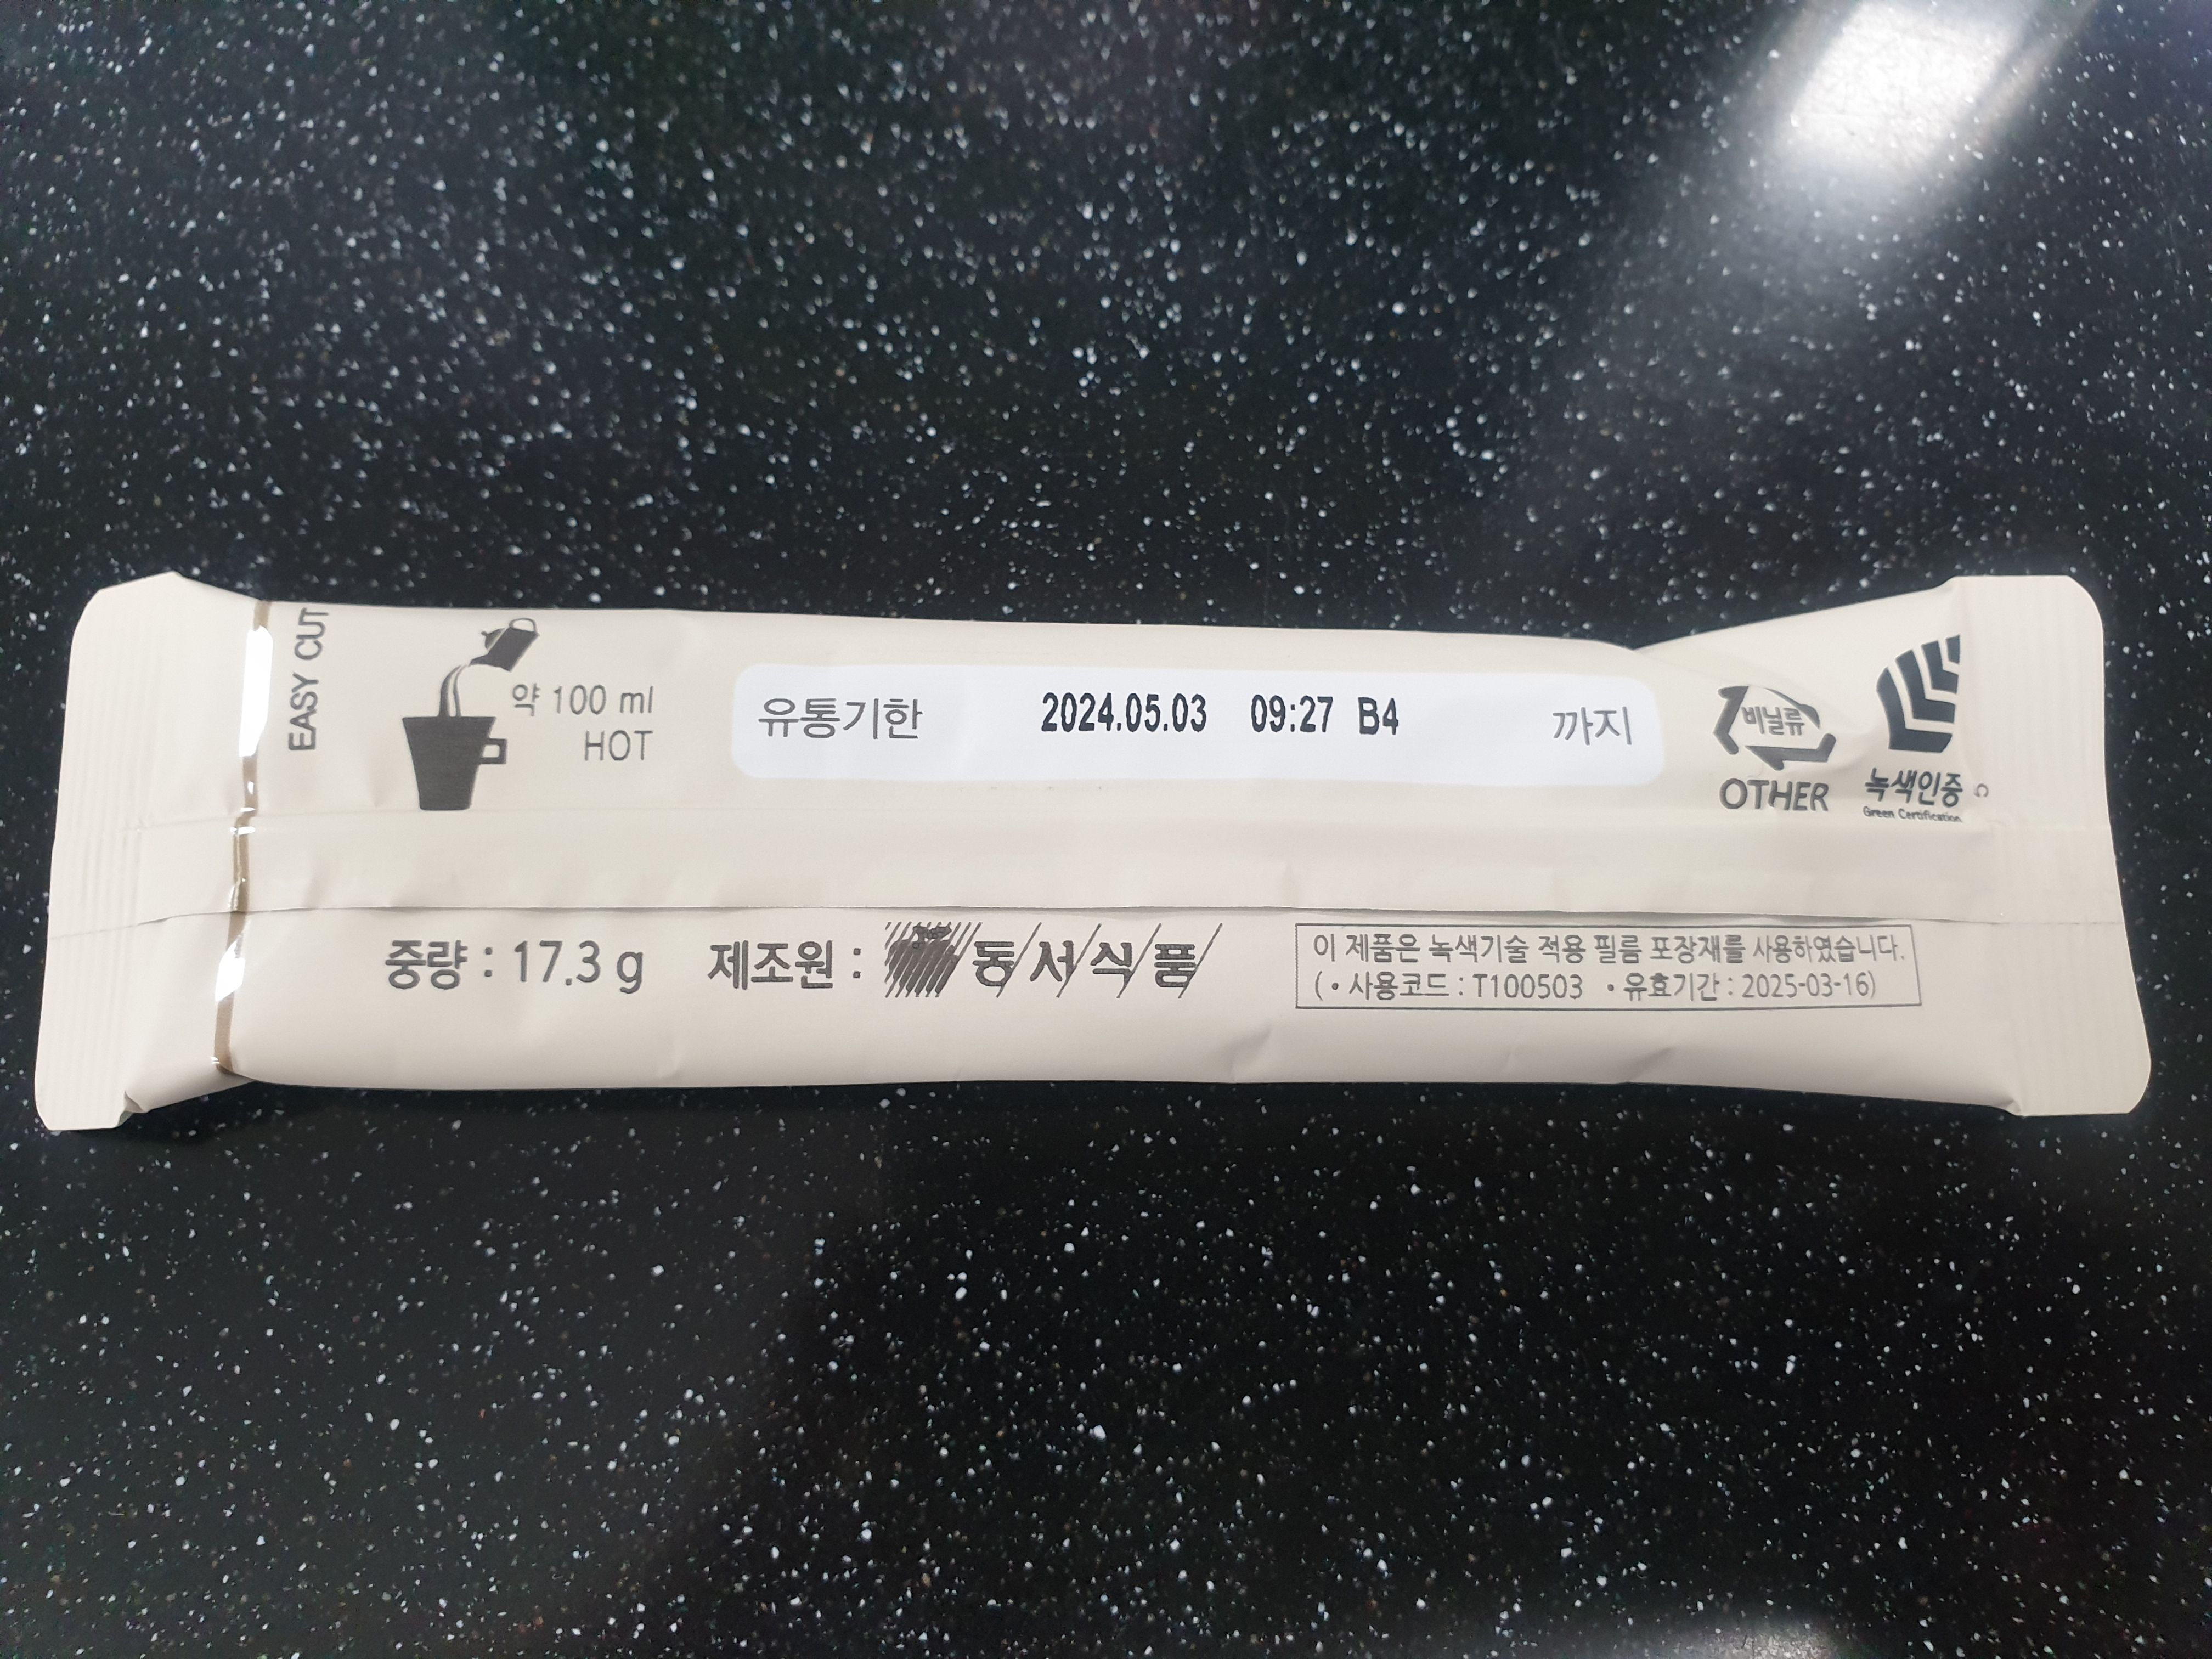 EASY CUT
약 100 ml
HOT
유통기한 2024.05.03 09:27 B4 까지
비닐류
OTHER
녹색인증
Green Certification
중량 : 17.3 g 제조원 : 동서식품
이 제품은 녹색기술 적용 필름 포장재를 사용하였습니다.
(• 사용코드 : T100503 • 유효기간 : 2025-03-16)